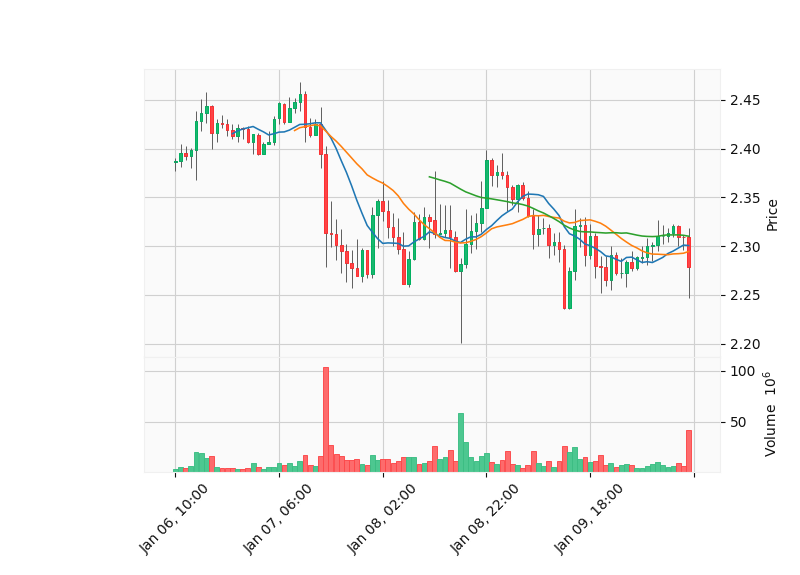 2.45
2.40
2.35
2.30
2.25
2.20
Price
100
50
Volume 10^6
Jan 06, 10:00
Jan 07, 06:00
Jan 08, 02:00
Jan 08, 22:00
Jan 09, 18:00